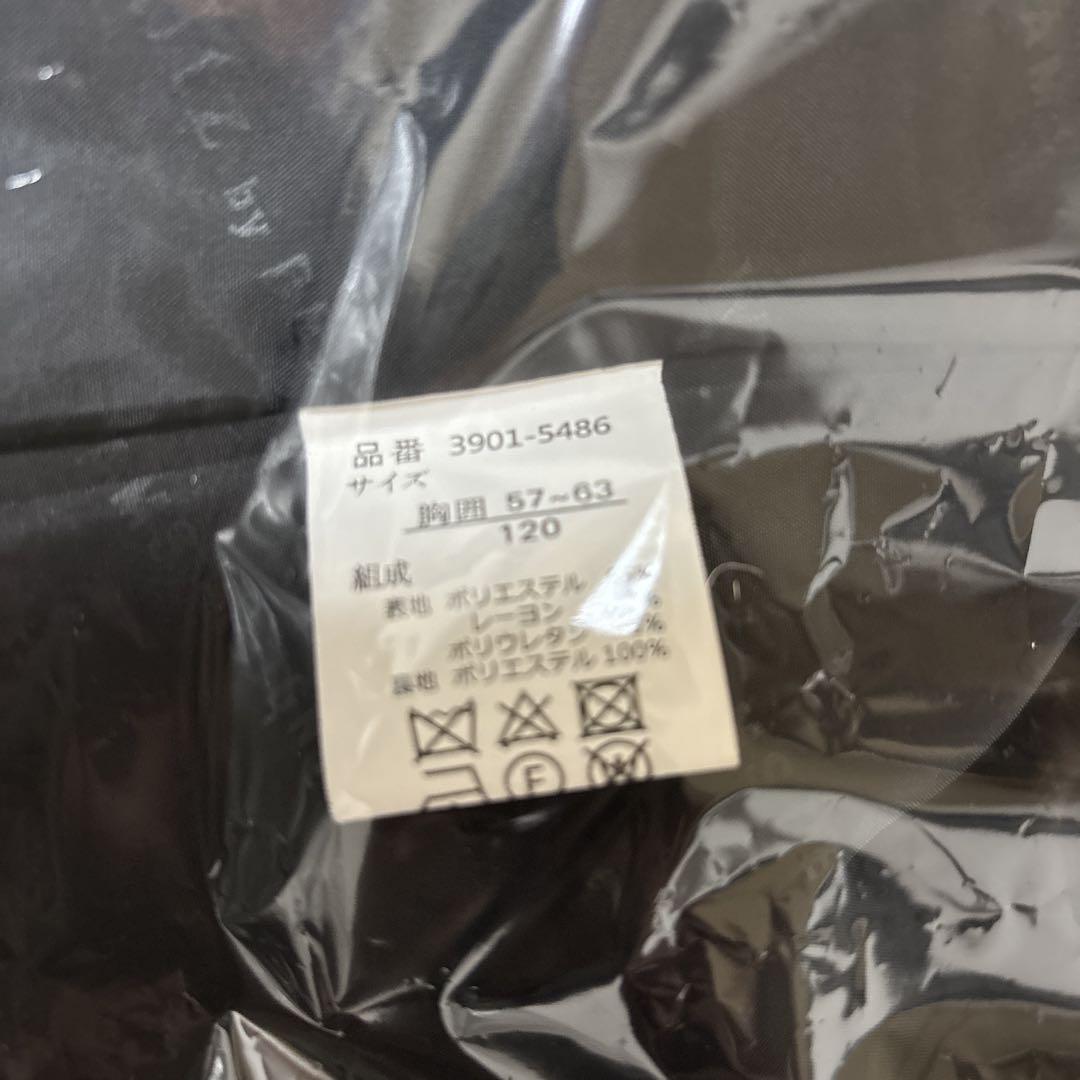 by
品番 3901-5486
サイズ
胸囲 57~63
120
組成
表地 ポリエステル
レーヨン
ポリウレタン
裏地 ポリエステル 100%
F